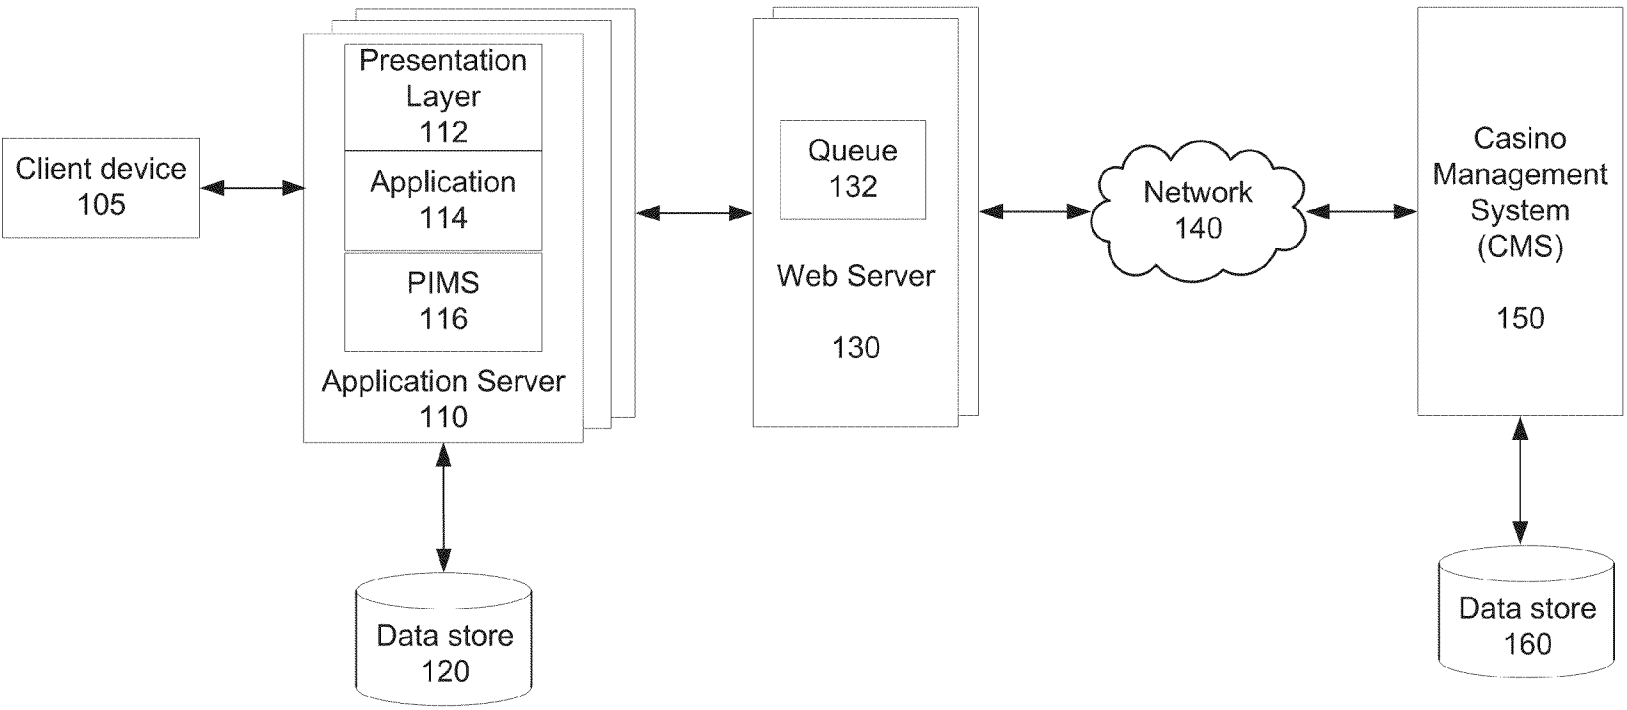 Client device
105
Presentation
Layer
112
Application
114
PIMS
116
Application Server
110
Data store
120
Queue
132
Web Server
130
Network
140
Casino
Management
System
(CMS)
150
Data store
160